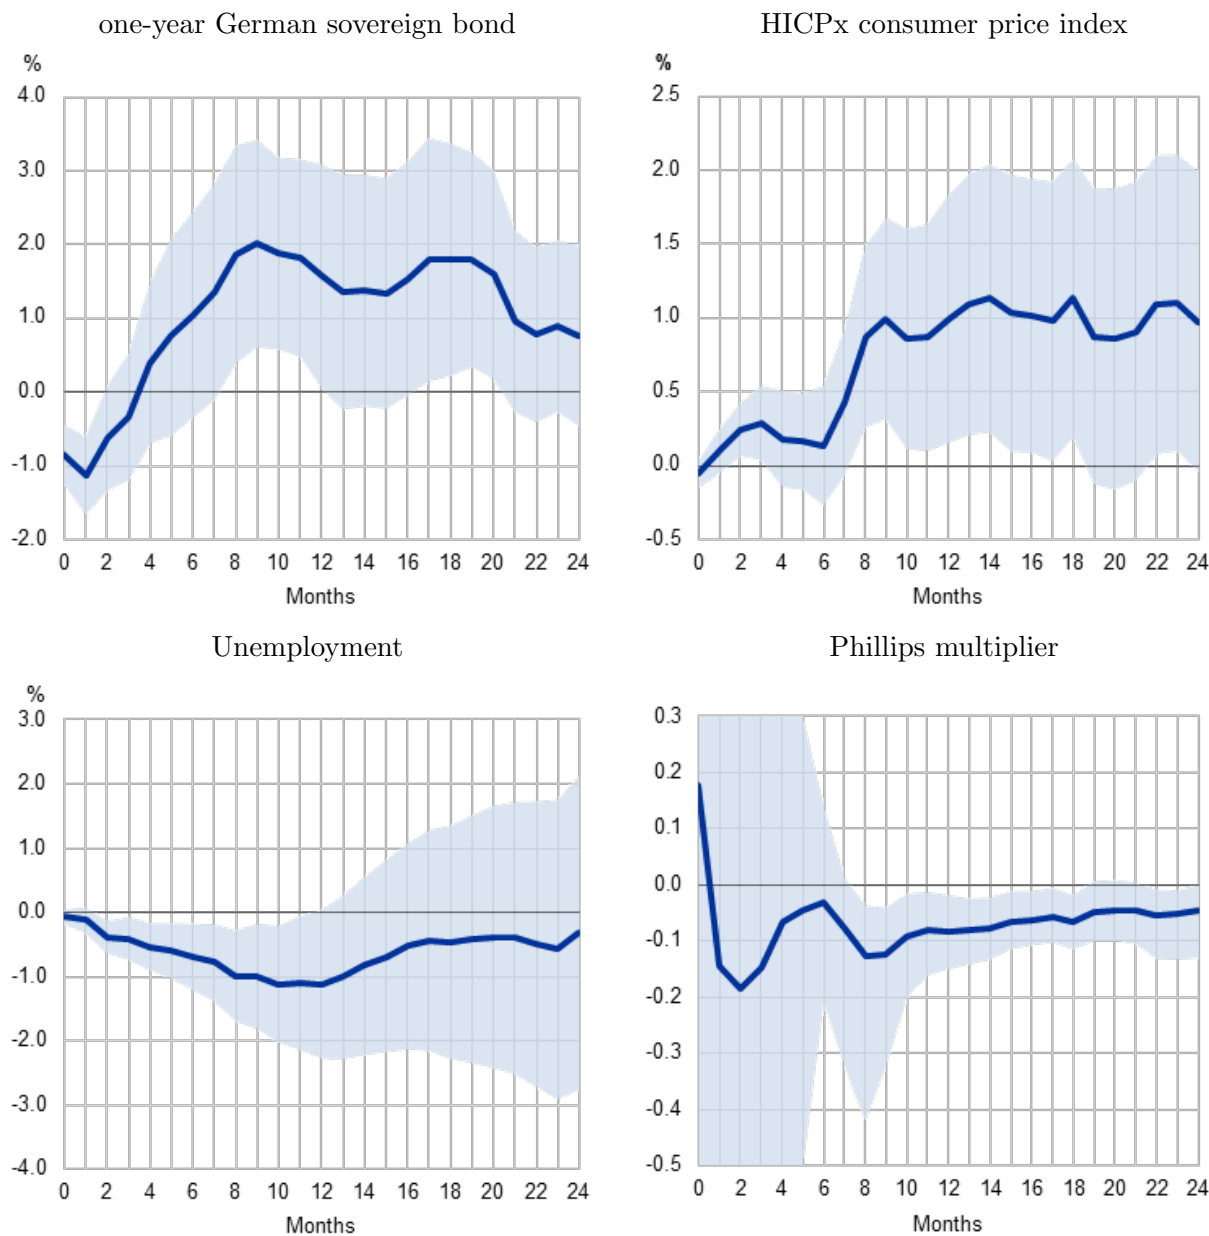 one-year German sovereign bond
%
4.0
3.0
2.0
1.0
0.0
-1.0
-2.0
0 2 4 6 8 10 12 14 16 18 20 22 24
Months
HICPx consumer price index
%
2.5
2.0
1.5
1.0
0.5
0.0
-0.5
0 2 4 6 8 10 12 14 16 18 20 22 24
Months
Unemployment
%
3.0
2.0
1.0
0.0
-1.0
-2.0
-3.0
-4.0
0 2 4 6 8 10 12 14 16 18 20 22 24
Months
Phillips multiplier
0.3
0.2
0.1
0.0
-0.1
-0.2
-0.3
-0.4
-0.5
0 2 4 6 8 10 12 14 16 18 20 22 24
Months